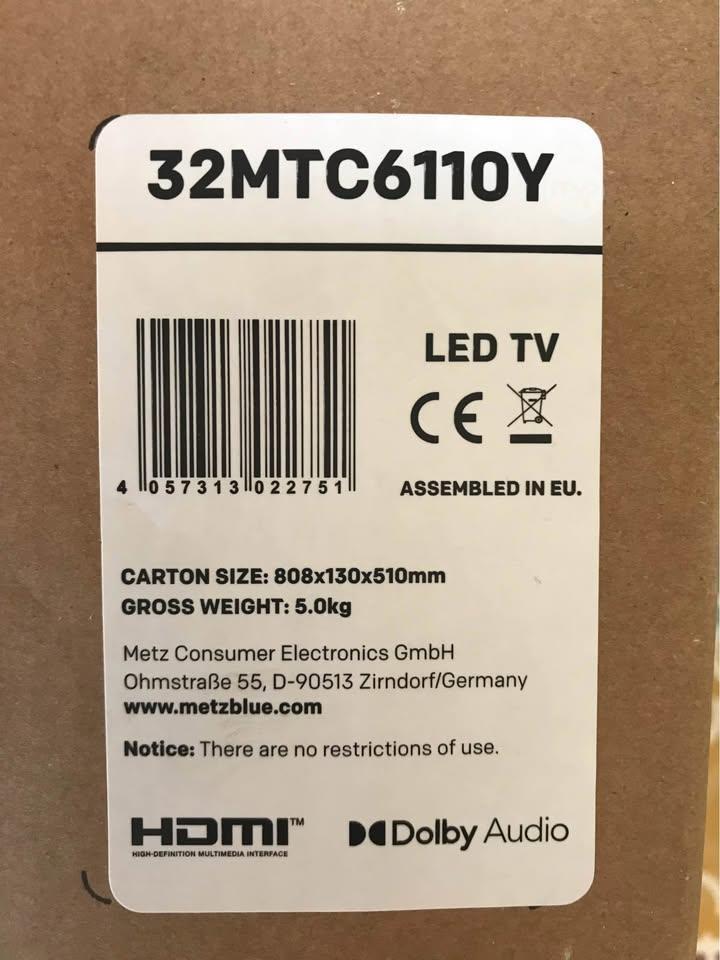 32MTC6110Y
LED TV
CE
4 057313 022751
ASSEMBLED IN EU.
CARTON SIZE: 808x130x510mm
GROSS WEIGHT: 5.0kg
Metz Consumer Electronics GmbH
Ohmstraße 55, D-90513 Zirndorf/Germany
www.metzblue.com
Notice: There are no restrictions of use.
HDMI™
HIGH-DEFINITION MULTIMEDIA INTERFACE
Dolby Audio